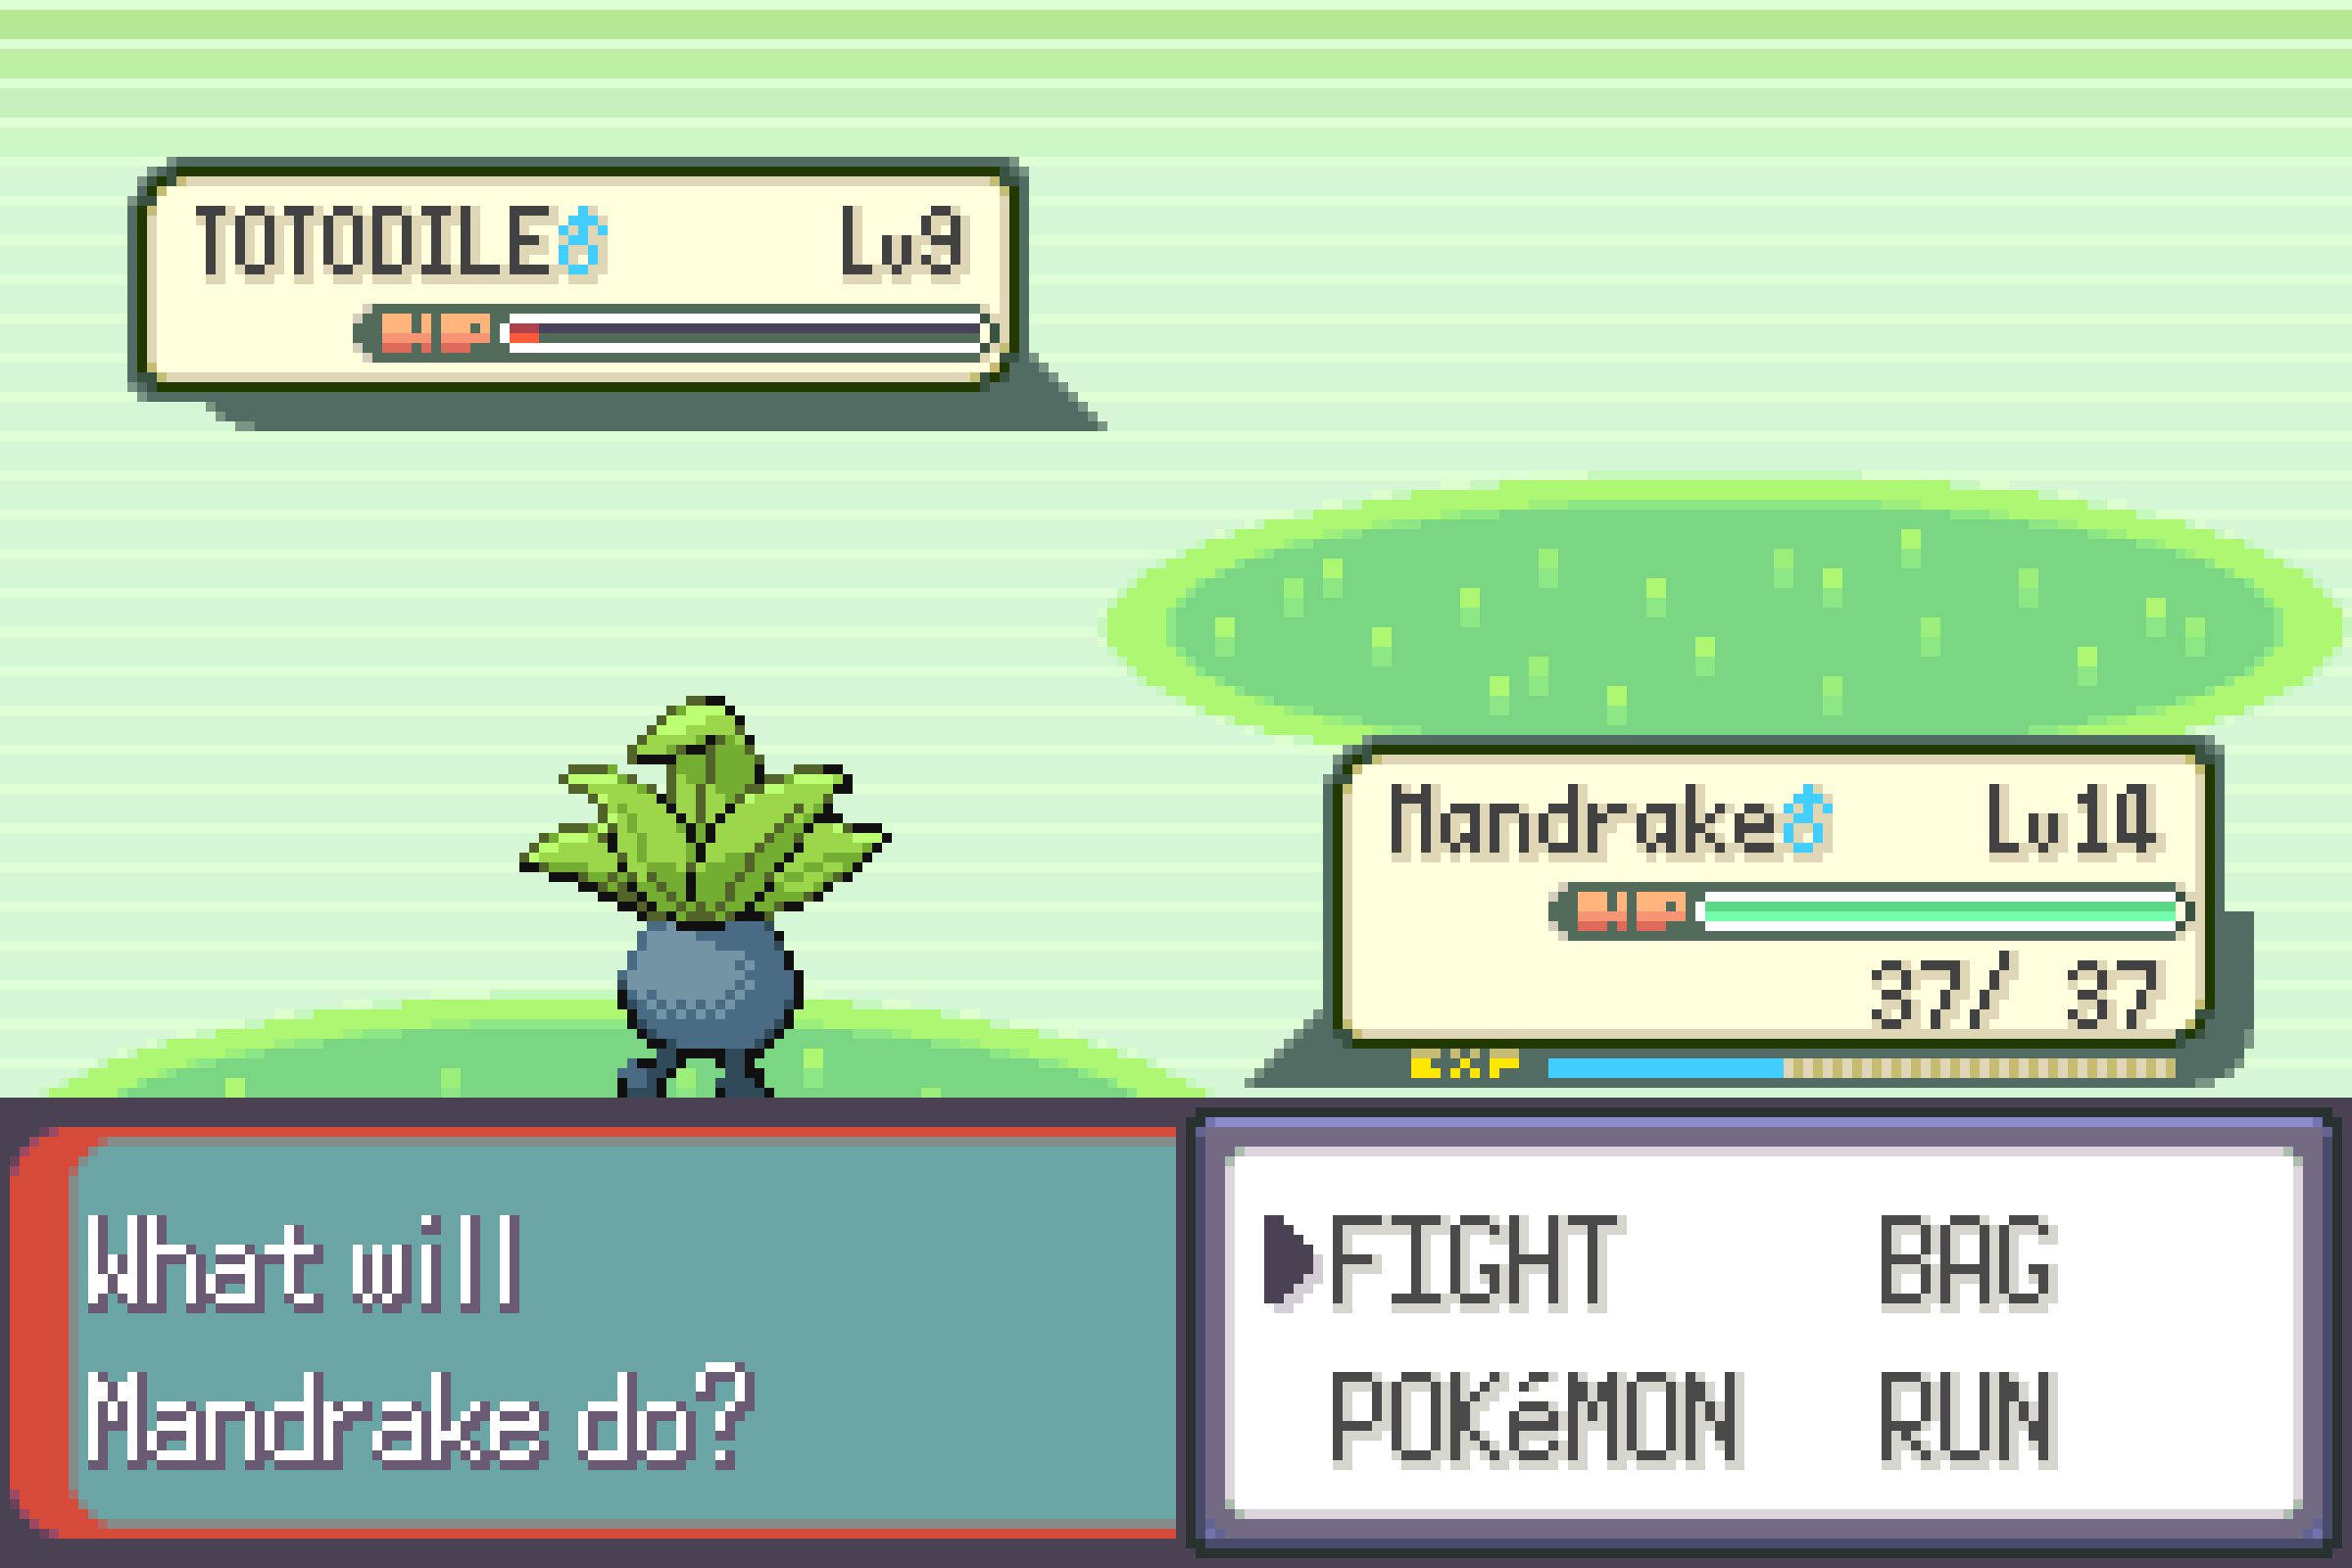 TOTODILE♂ Lv9
HP
Mandrake♂ Lv14
HP
37/ 37
EXP
What will
Mandrake do?
FIGHT BAG
POKéMON RUN